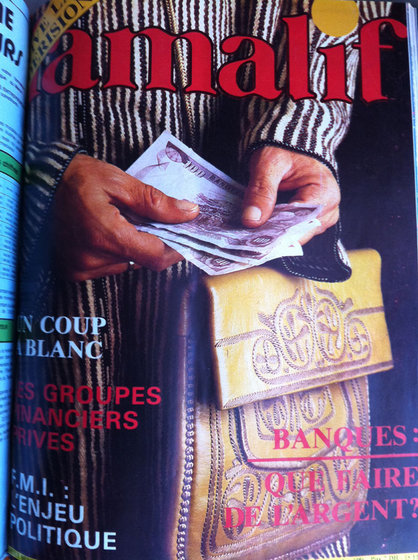 lamalif
UN COUP
A BLANC
LES GROUPES
FINANCIERS
PRIVES
F.M.I. :
L'ENJEU
POLITIQUE
BANQUES :
QUE FAIRE
DE L'ARGENT?